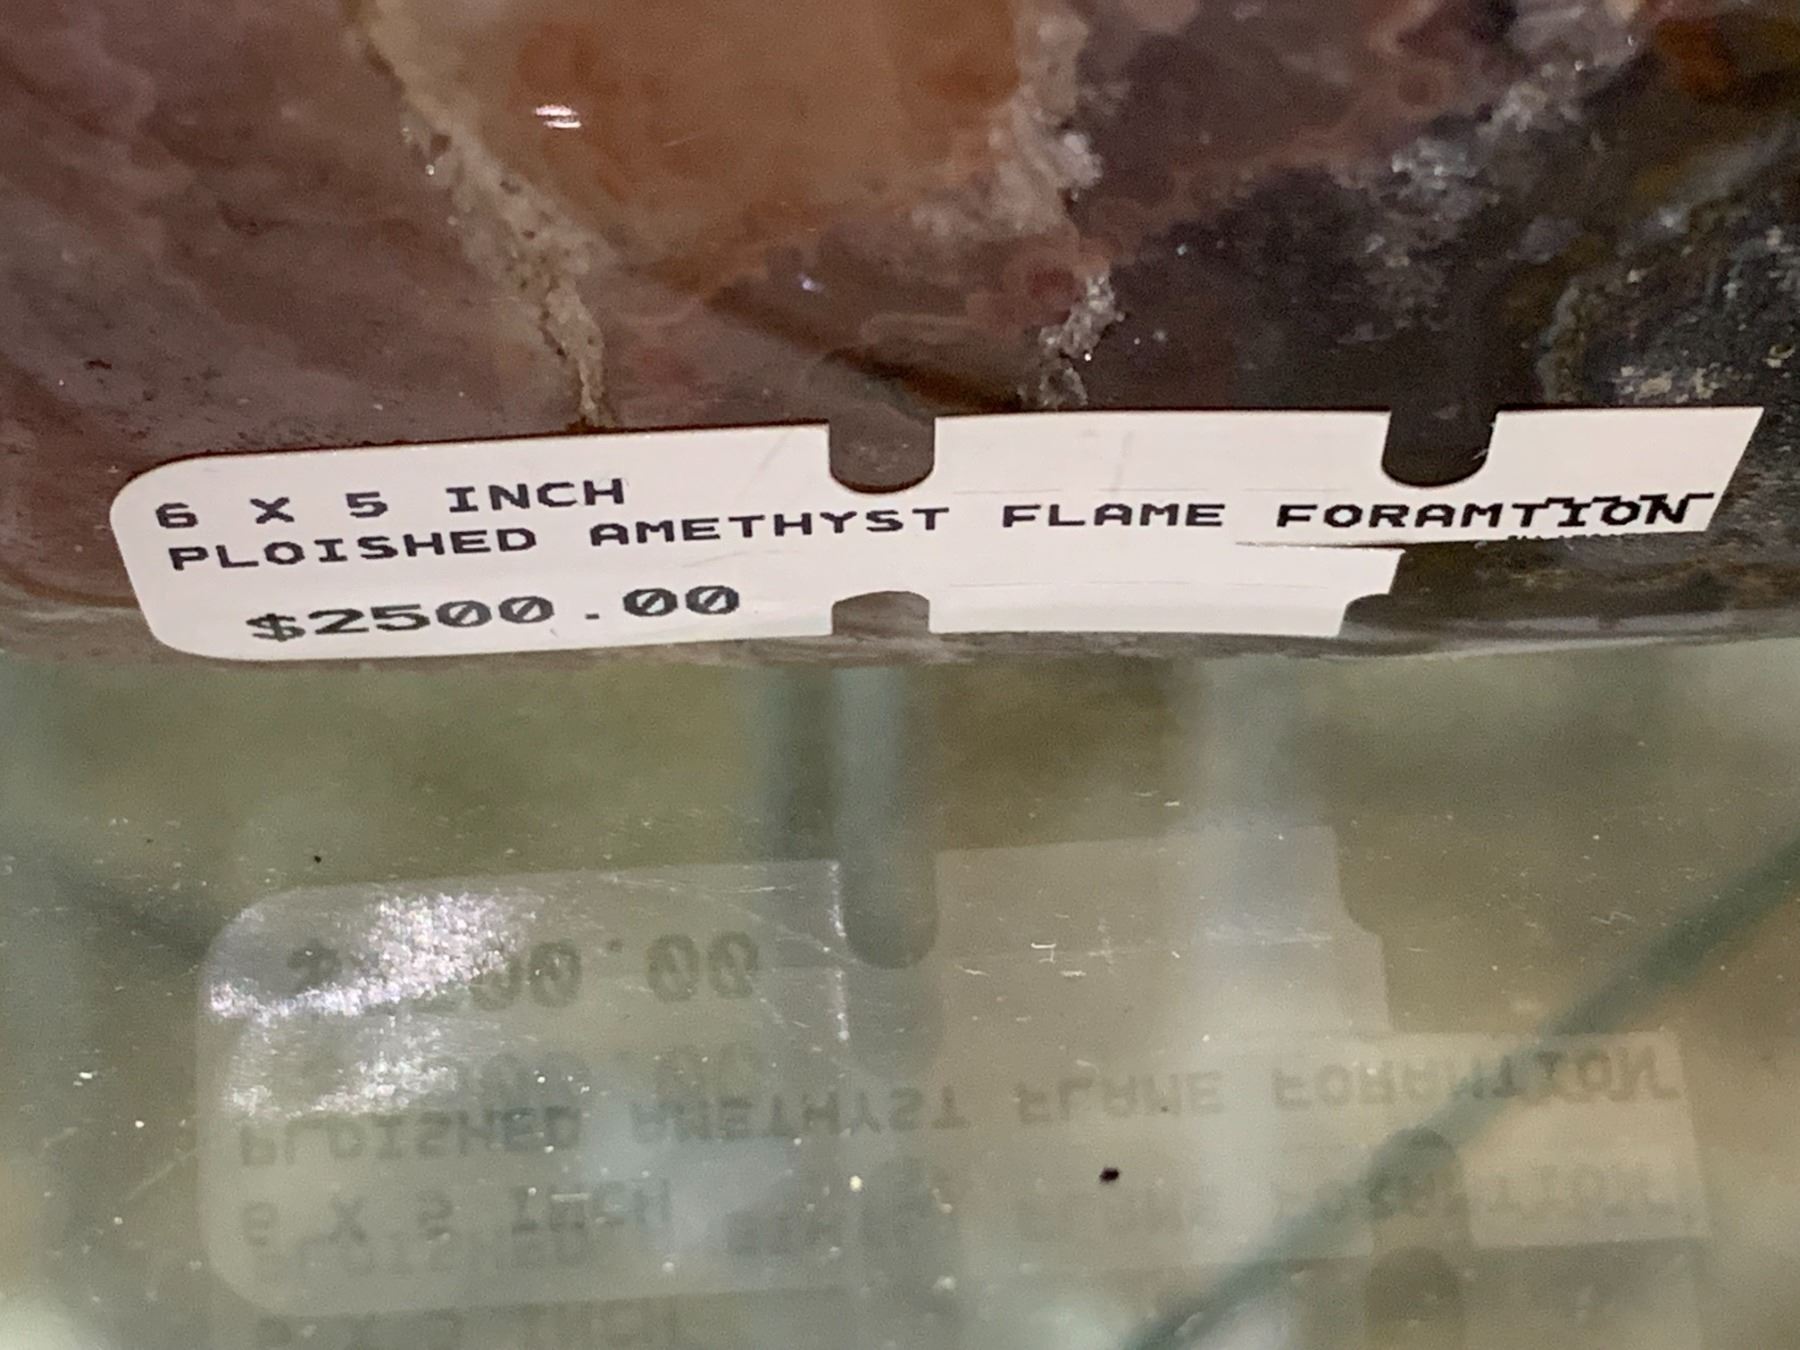 6 X 5 INCH
PLOISHED AMETHYST FLAME FORAMTION
$2500.00